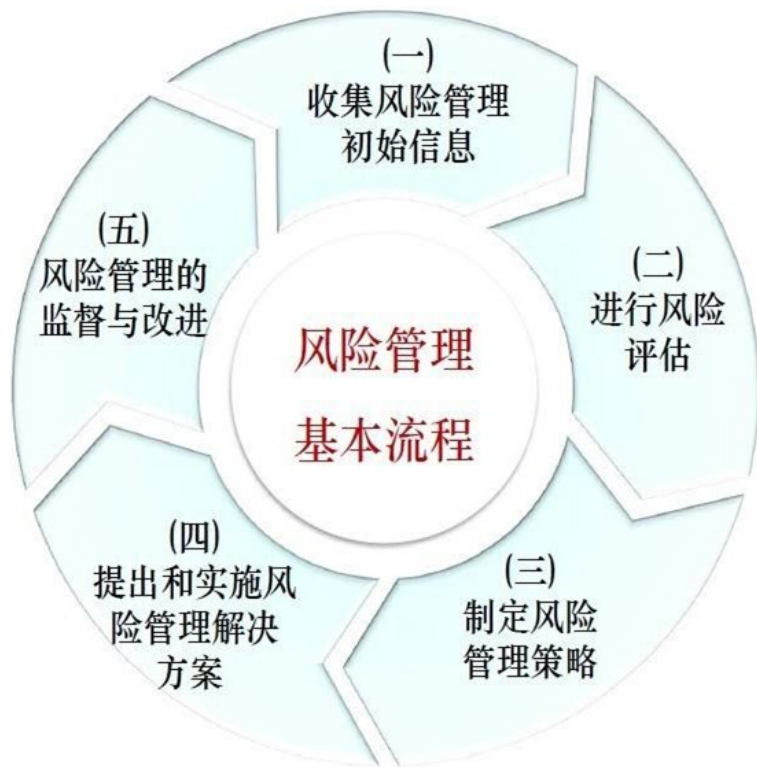 (一)
收集风险管理
初始信息
(二)
进行风险
评估
(三)
制定风险
管理策略
(四)
提出和实施风
险管理解决
方案
(五)
风险管理的
监督与改进
风险管理
基本流程